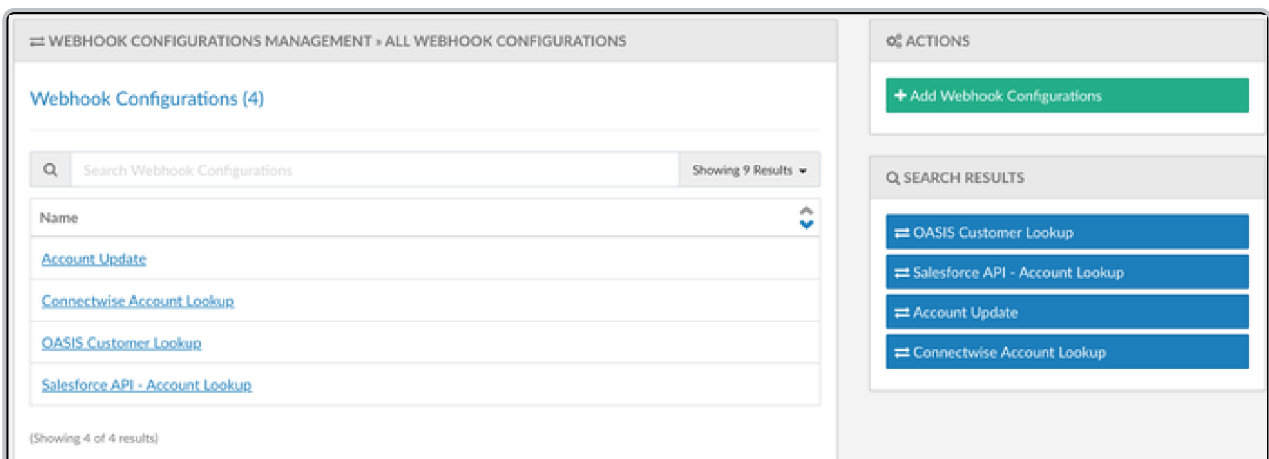 WEBHOOK CONFIGURATIONS MANAGEMENT » ALL WEBHOOK CONFIGURATIONS
Webhook Configurations (4)
Search Webhook Configurations
Showing 9 Results
Name
Account Update
Connectwise Account Lookup
OASIS Customer Lookup
Salesforce API - Account Lookup
(Showing 4 of 4 results)
ACTIONS
+ Add Webhook Configurations
SEARCH RESULTS
OASIS Customer Lookup
Salesforce API - Account Lookup
Account Update
Connectwise Account Lookup